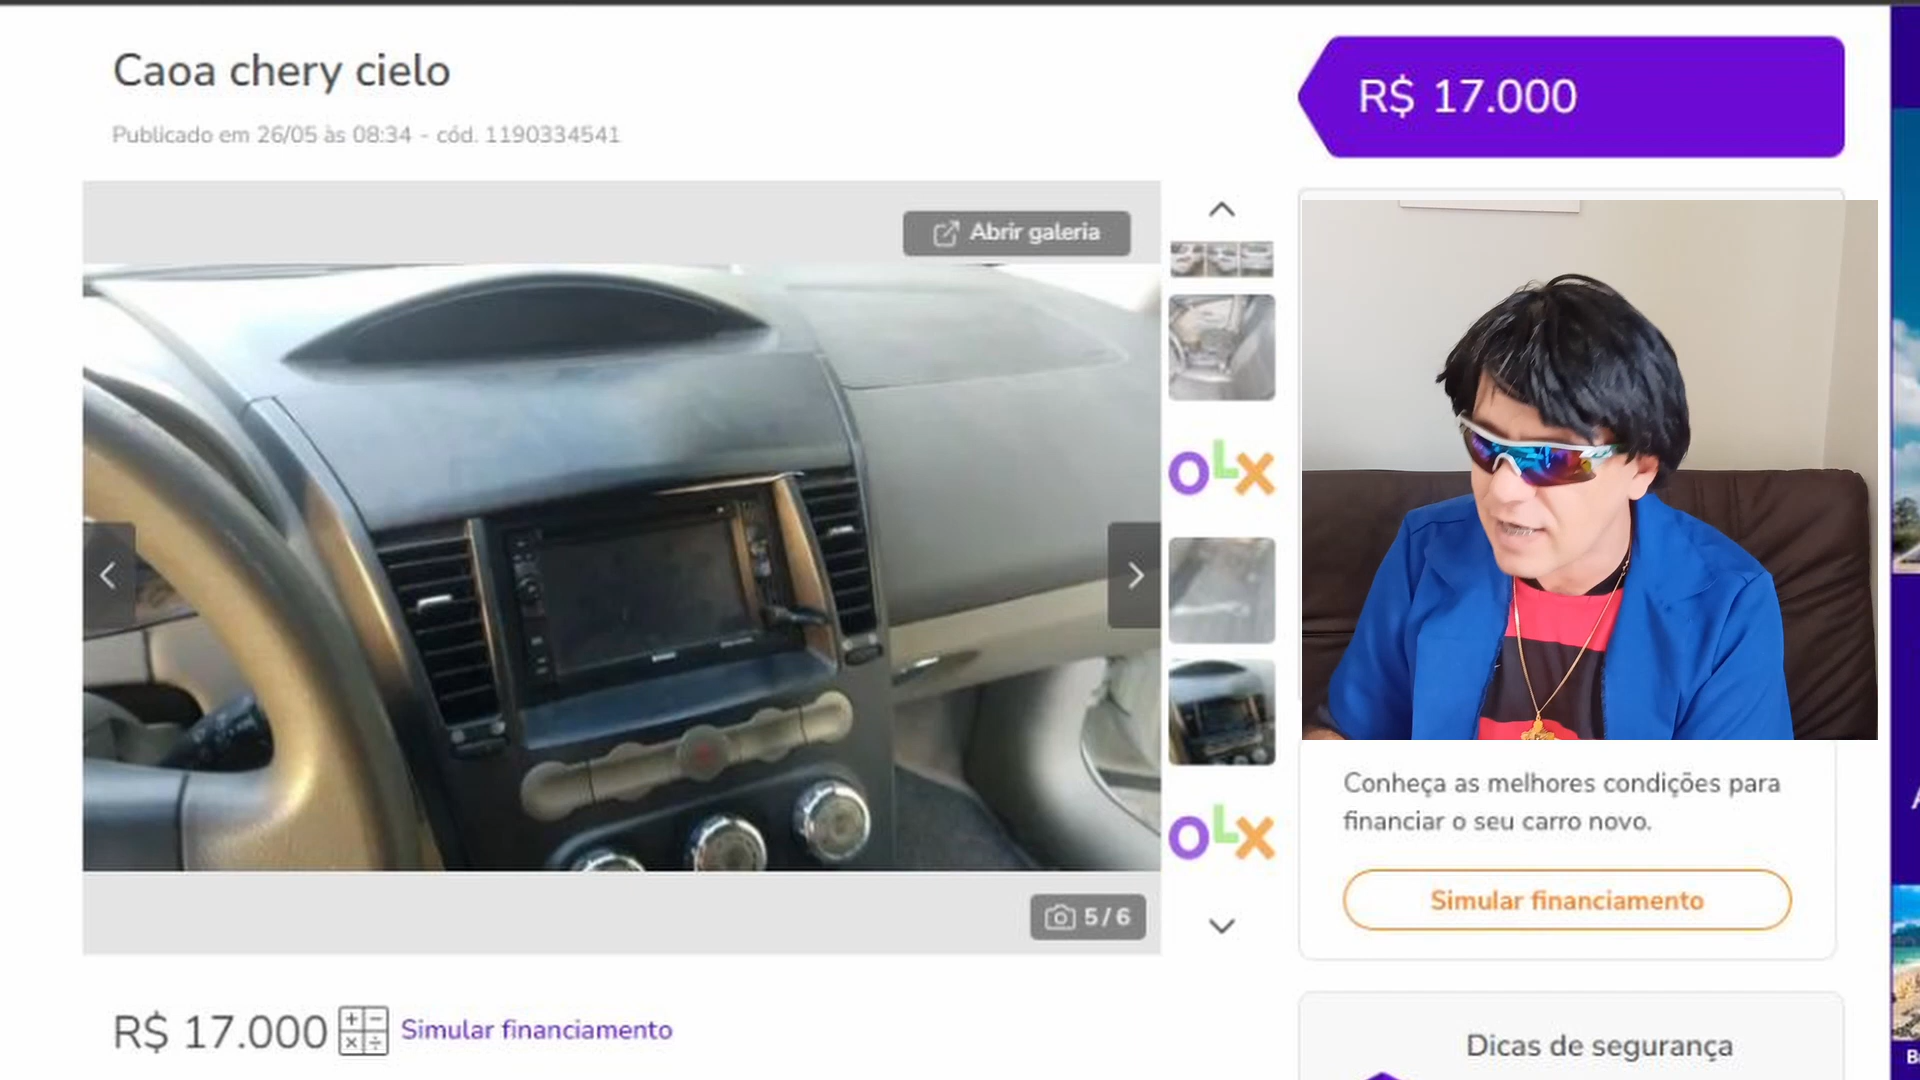 Caoa chery cielo
Publicado em 26/05 às 08:34 - cód. 1190334541
R$ 17.000
Abrir galeria
OLX
OLX
5 / 6
Conheça as melhores condições para
financiar o seu carro novo.
Simular financiamento
R$ 17.000
Simular financiamento
Dicas de segurança